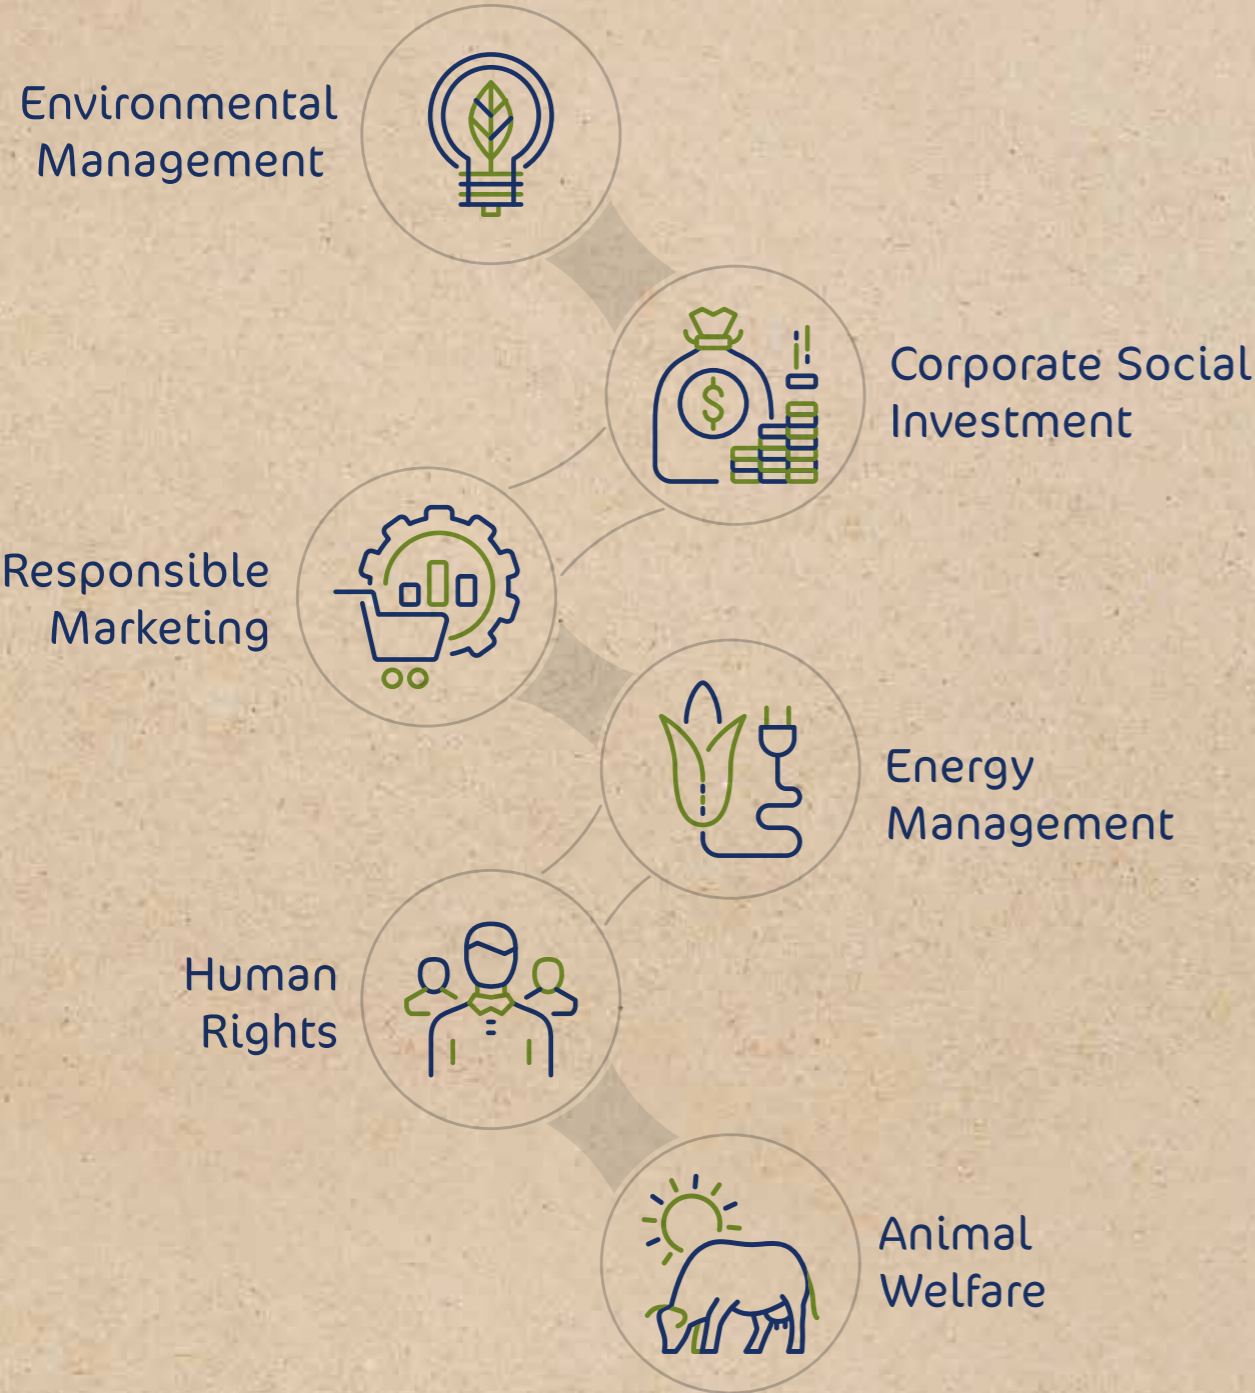 Environmental
Management
$
Corporate Social
Investment
Responsible
Marketing
Energy
Management
Human
Rights
Animal
Welfare